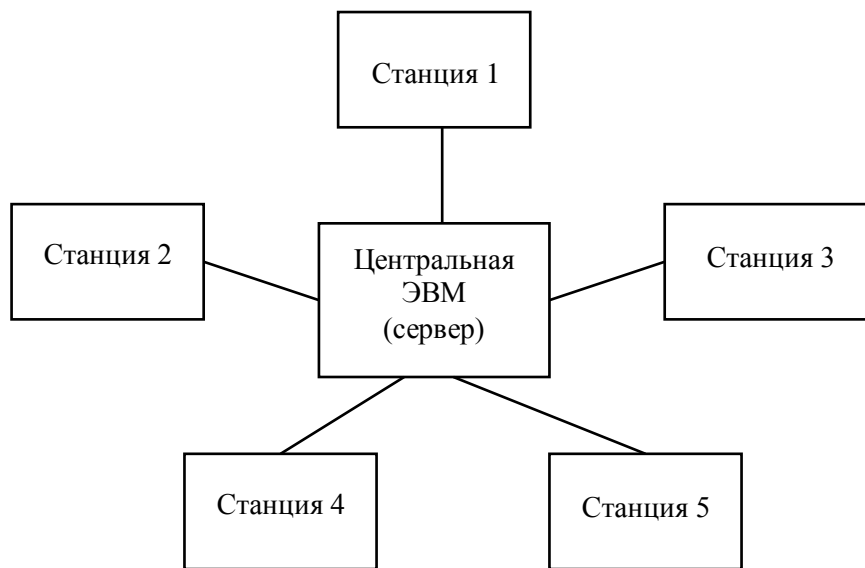 Станция 1
Станция 2
Центральная
ЭВМ
(сервер)
Станция 3
Станция 4
Станция 5